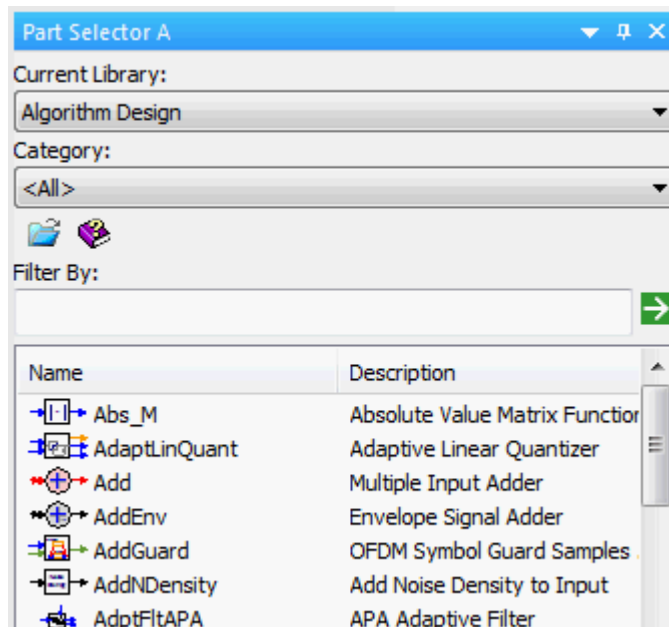 Part Selector A
Current Library:
Algorithm Design
Category:
<All>
Filter By:
Name Description
Abs_M Absolute Value Matrix Function
AdaptLinQuant Adaptive Linear Quantizer
Add Multiple Input Adder
AddEnv Envelope Signal Adder
AddGuard OFDM Symbol Guard Samples
AddNDensity Add Noise Density to Input
AdptFltAPA APA Adaptive Filter